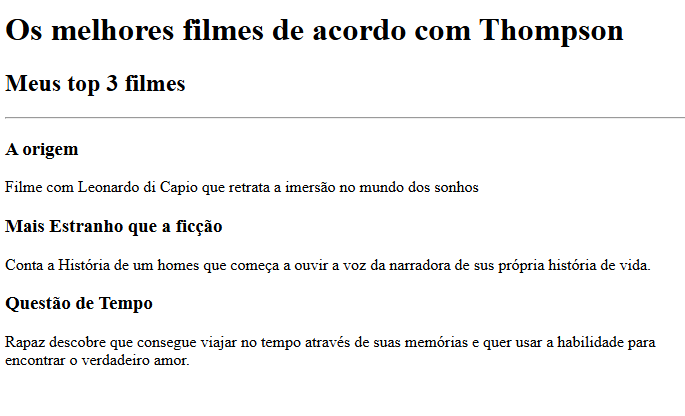 Os melhores filmes de acordo com Thompson
Meus top 3 filmes
A origem
Filme com Leonardo di Capio que retrata a imersão no mundo dos sonhos
Mais Estranho que a ficção
Conta a História de um homes que começa a ouvir a voz da narradora de sus própria história de vida.
Questão de Tempo
Rapaz descobre que consegue viajar no tempo através de suas memórias e quer usar a habilidade para
encontrar o verdadeiro amor.